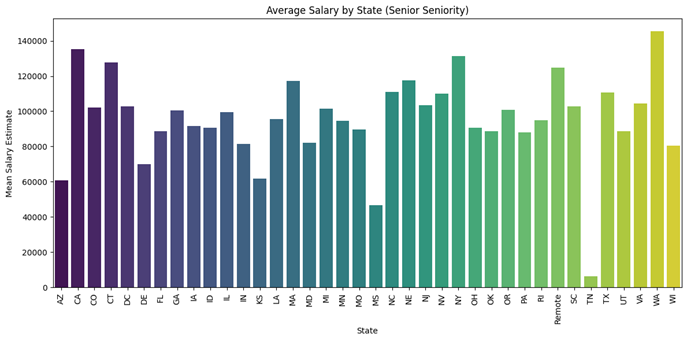 Average Salary by State (Senior Seniority)
140000
120000
100000
80000
60000
40000
20000
0
Mean Salary Estimate
AZ CA CO CT DC DE FL GA IA ID IL IN KS LA MA MD MI MN MO MS NC NE NJ NV NY OH OK OR PA RI Remote SC TN TX UT VA WA WI
State